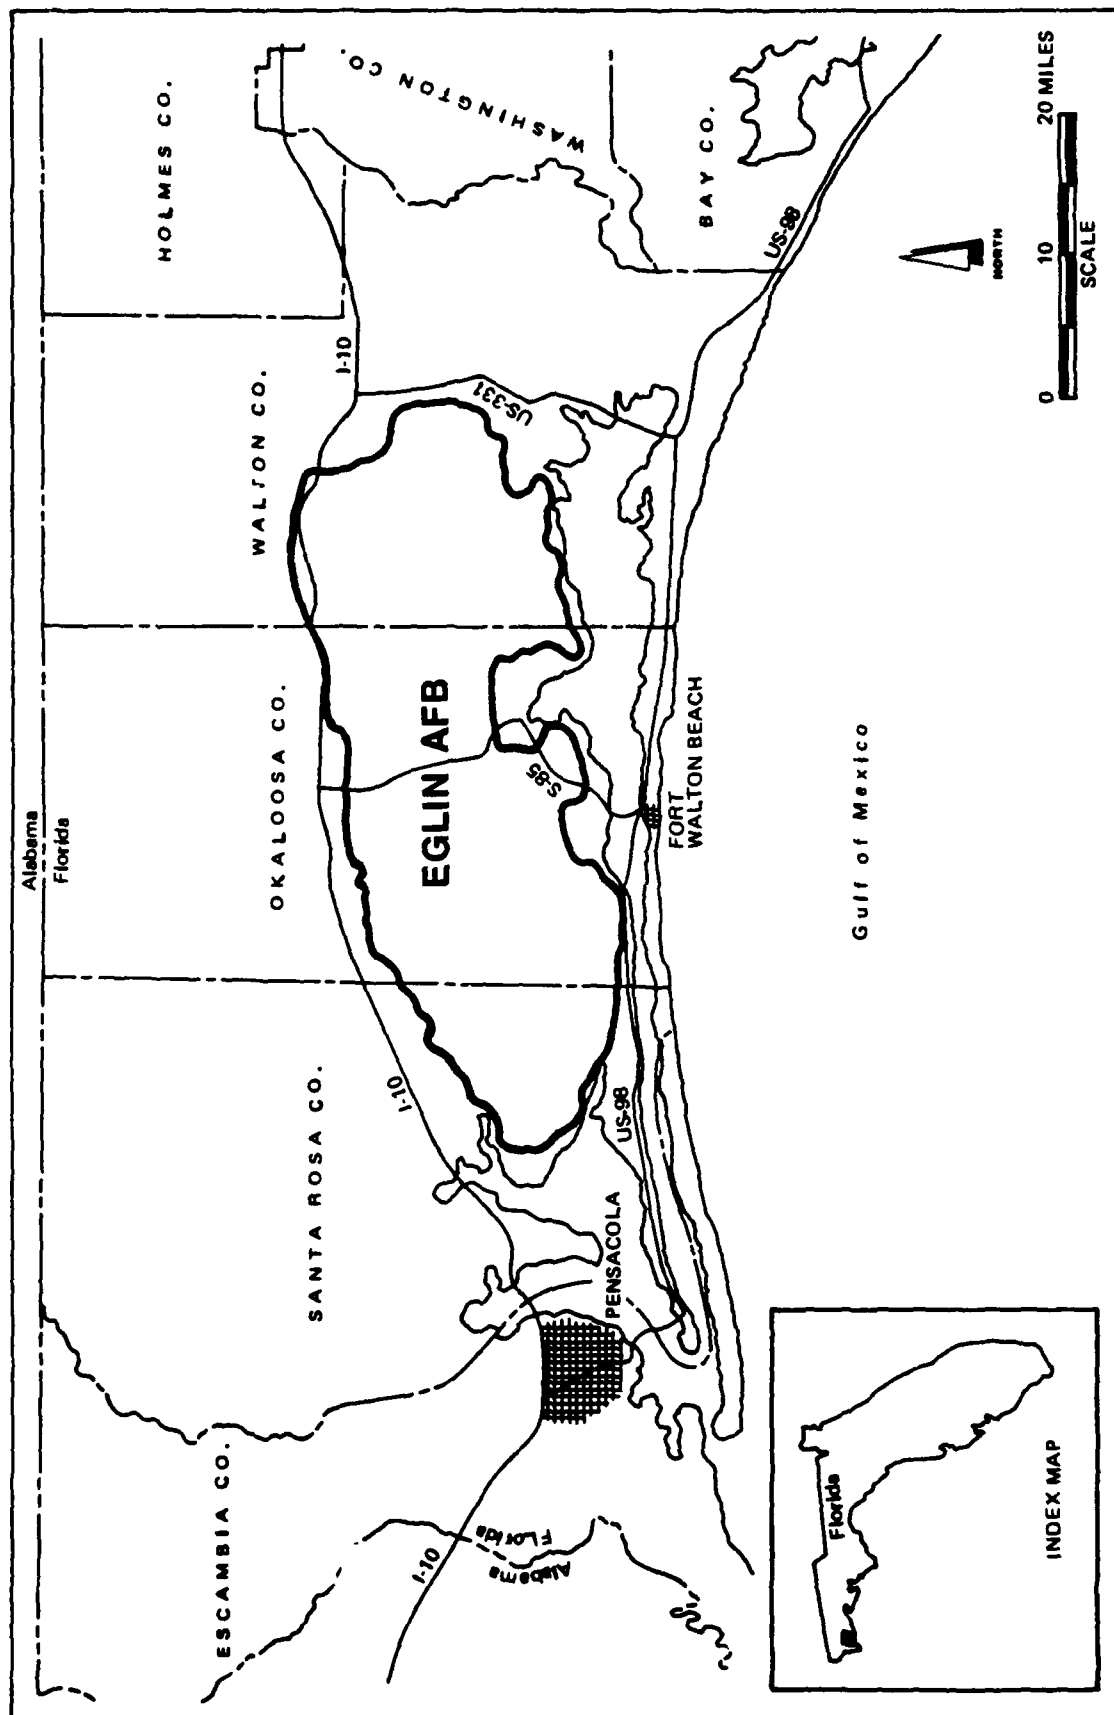 Alabama
Florida
HOLMES CO.
WALTON CO.
OKALOOSA CO.
SANTA ROSA CO.
ESCAMBIA CO.
WASHINGTON CO.
I-10
I-10
I-10
US-331
EGLIN AFB
S-85
BAY CO.
US-98
US-98
Alabama
FLorida
PENSACOLA
FORT
WALTON BEACH
Gulf of Mexico
NORTH
0 10 20 MILES
SCALE
Florida
INDEX MAP